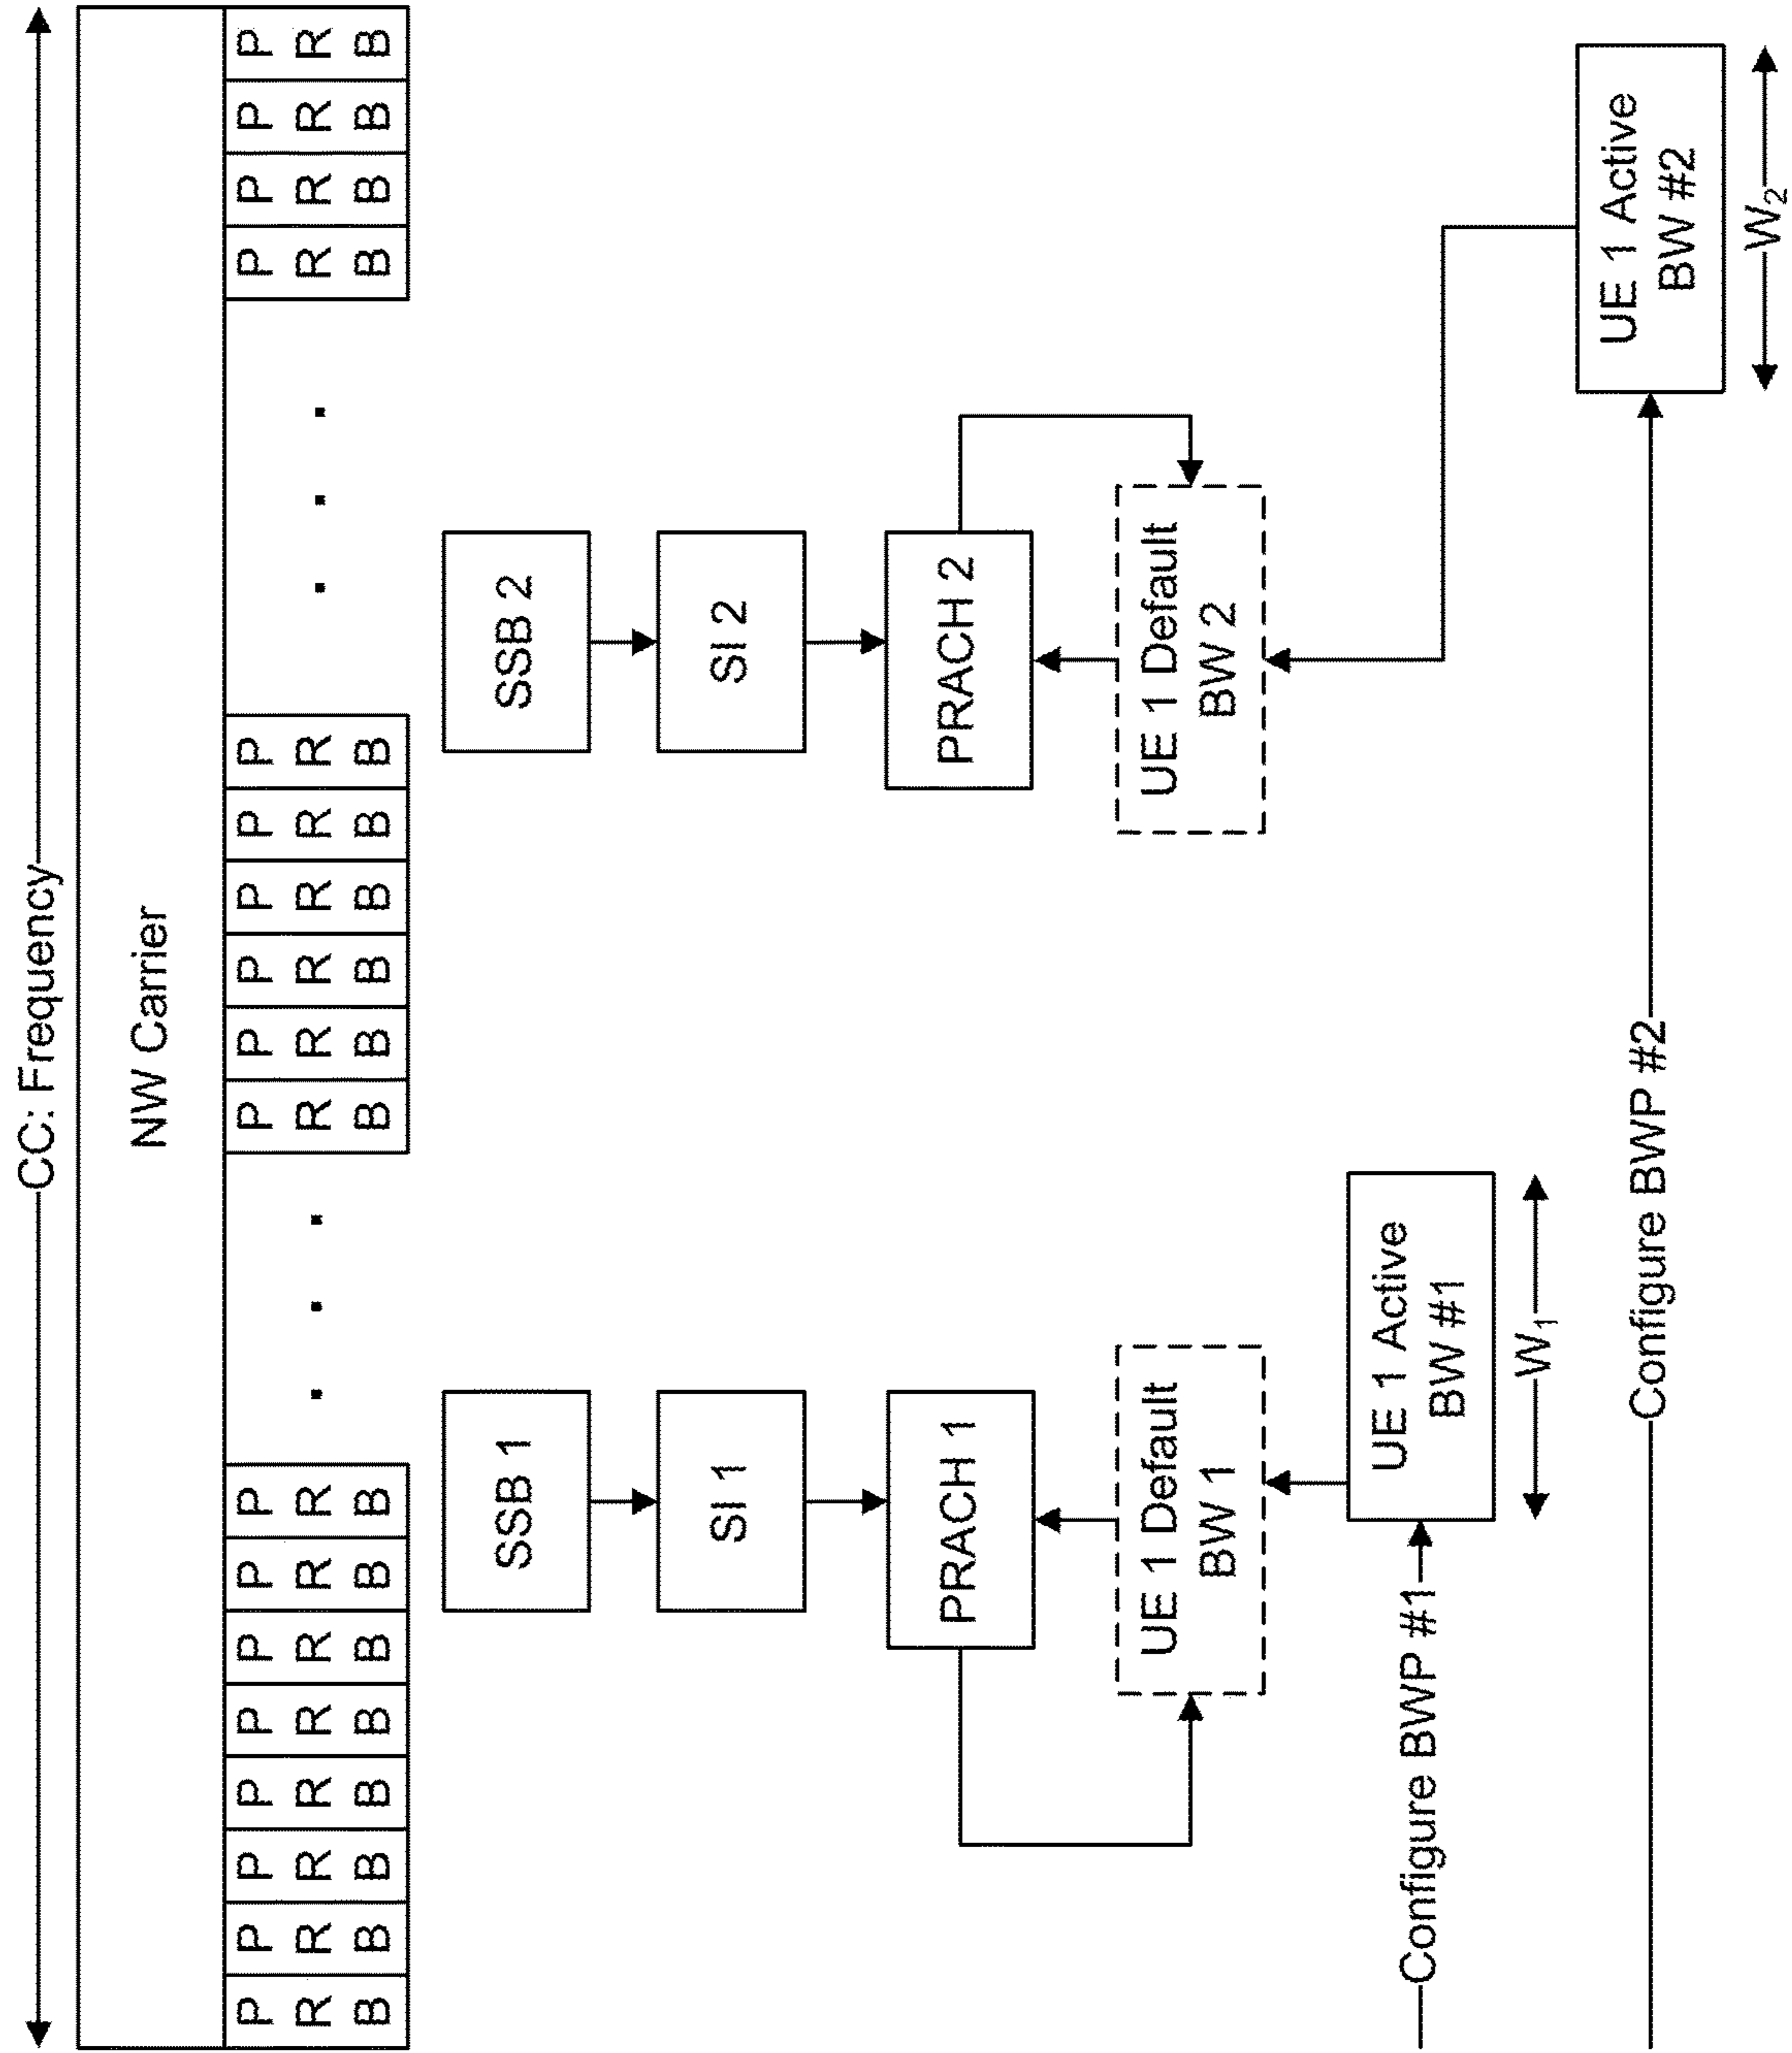 CC: Frequency
NW Carrier
P R B
P R B
P R B
P R B
P R B
P R B
P R B
P R B
. . .
P R B
P R B
P R B
P R B
P R B
P R B
. . .
P R B
P R B
P R B
P R B
SSB 1
SI 1
PRACH 1
UE 1 Default
BW 1
SSB 2
SI 2
PRACH 2
UE 1 Default
BW 2
Configure BWP #1
UE 1 Active
BW #1
W₁
Configure BWP #2
UE 1 Active
BW #2
W₂